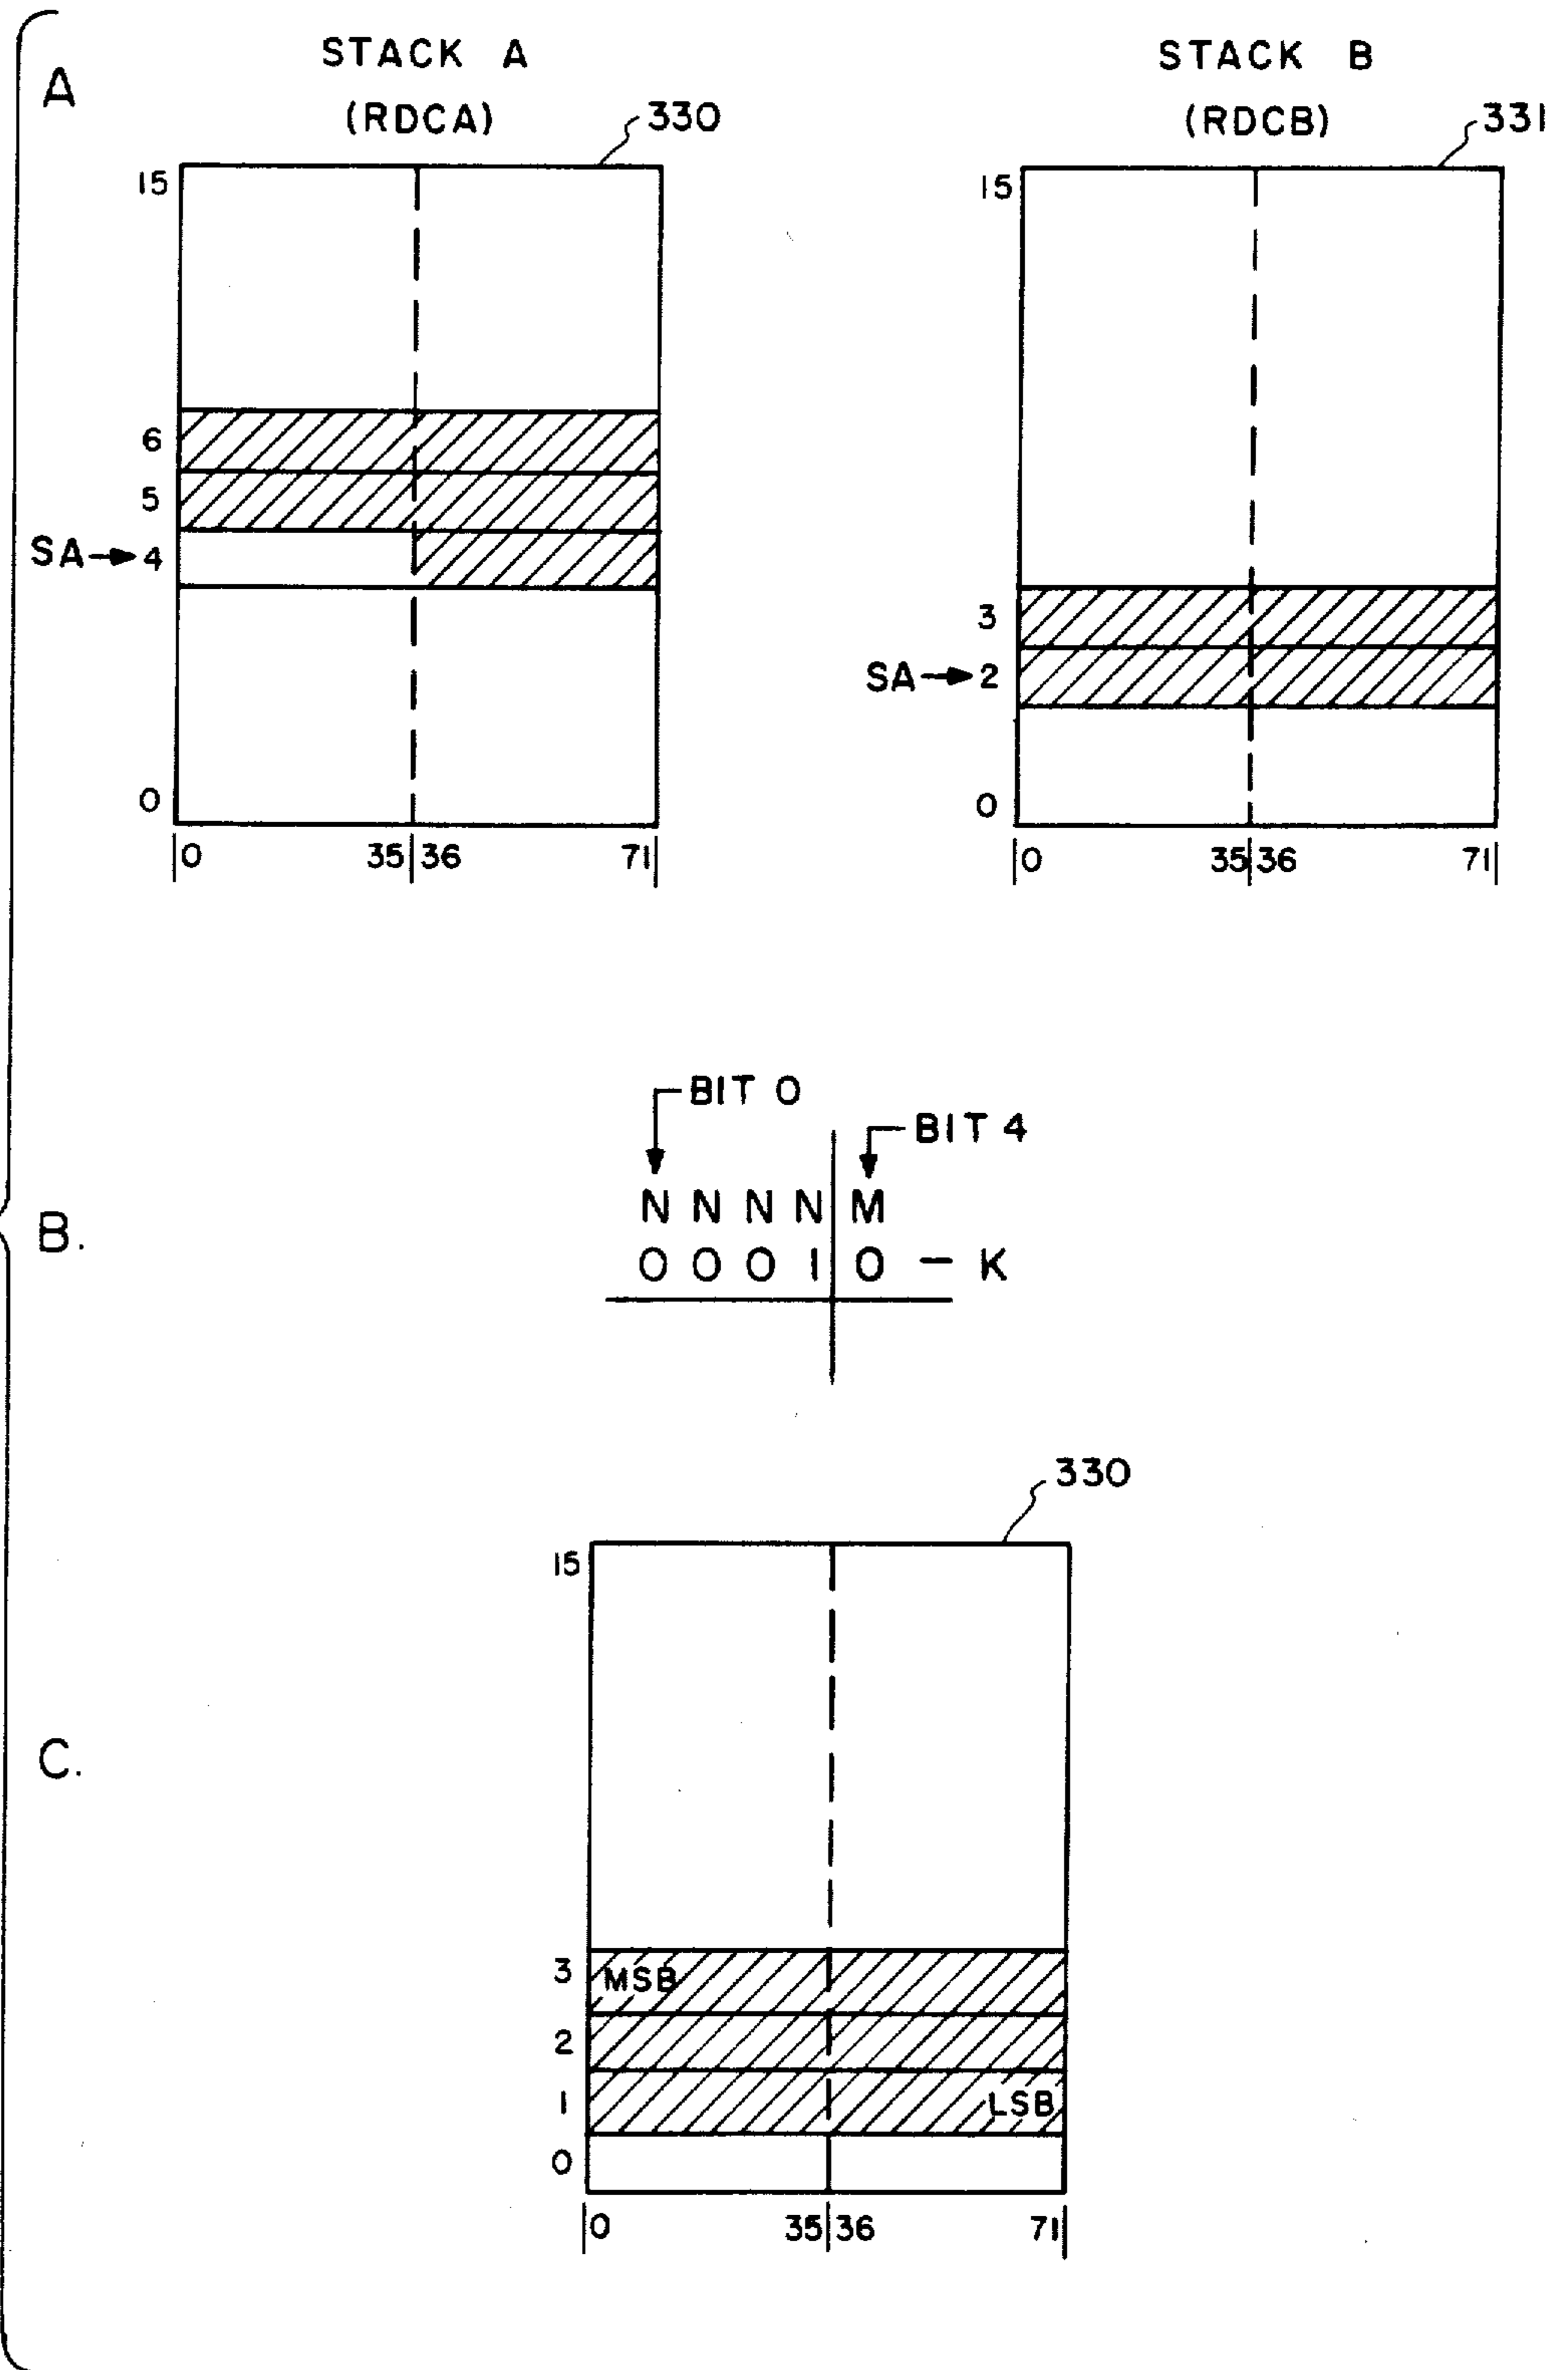 A
STACK A
(RDCA)
330
15
6
5
SA→4
0
0 35 36 71
STACK B
(RDCB)
331
15
3
SA→2
0
0 35 36 71
B.
BIT 0
BIT 4
N N N N M
0 0 0 1 0 – K
C.
330
15
3 MSB
2
1 LSB
0
0 35 36 71